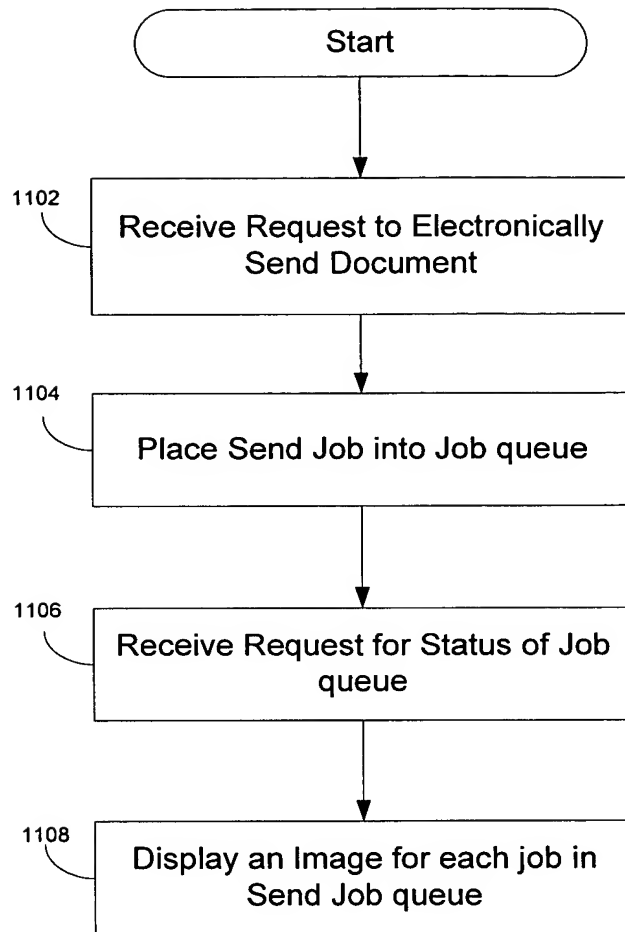 Start
1102
Receive Request to Electronically
Send Document
1104
Place Send Job into Job queue
1106
Receive Request for Status of Job
queue
1108
Display an Image for each job in
Send Job queue